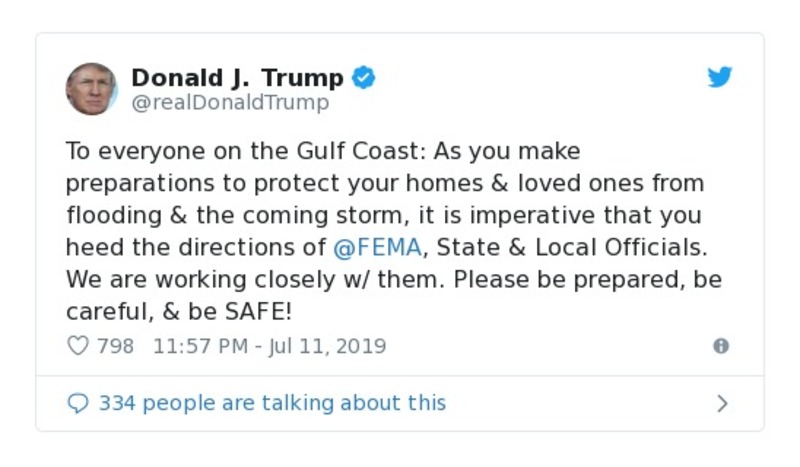 Donald J. Trump
@realDonaldTrump
To everyone on the Gulf Coast: As you make
preparations to protect your homes & loved ones from
flooding & the coming storm, it is imperative that you
heed the directions of @FEMA, State & Local Officials.
We are working closely w/ them. Please be prepared, be
careful, & be SAFE!
798 11:57 PM - Jul 11, 2019
334 people are talking about this